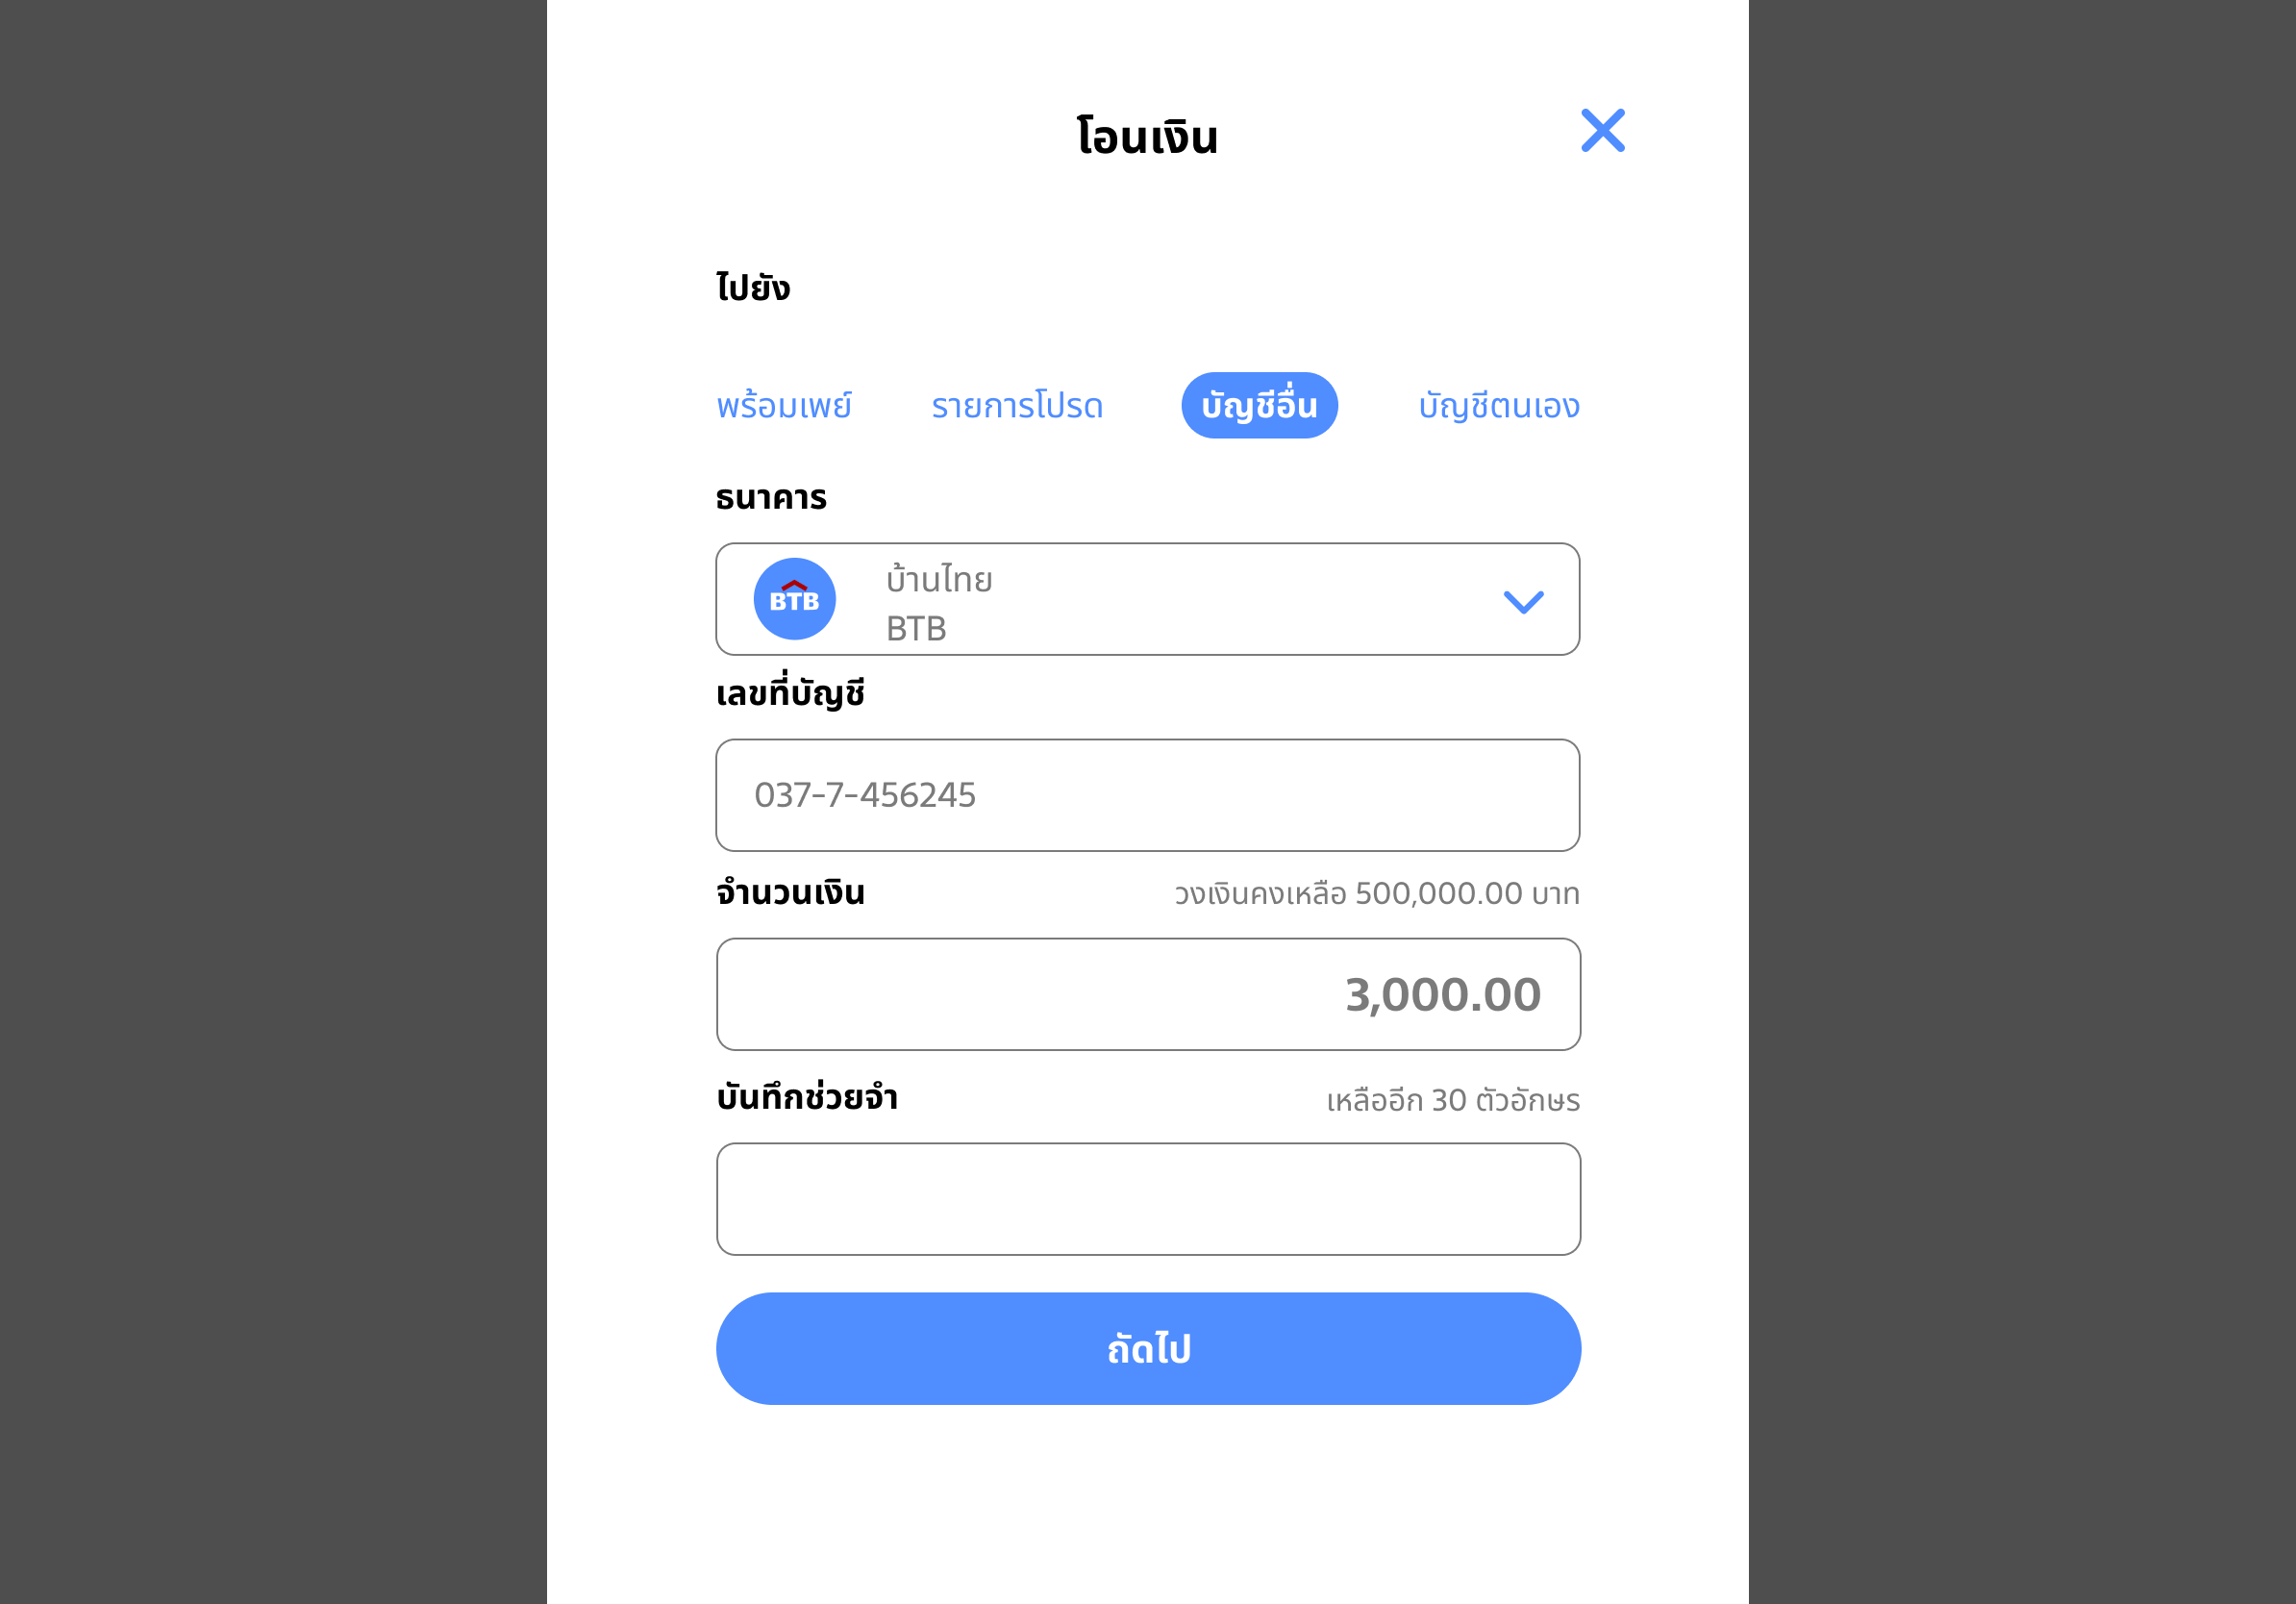 โอนเงิน
ไปยัง
พร้อมเพย์ รายการโปรด บัญชีอื่น บัญชีตนเอง
ธนาคาร
BTB
บ้านไทย
BTB
เลขที่บัญชี
037-7-456245
จำนวนเงิน วงเงินคงเหลือ 500,000.00 บาท
3,000.00
บันทึกช่วยจำ เหลืออีก 30 ตัวอักษร
ถัดไป